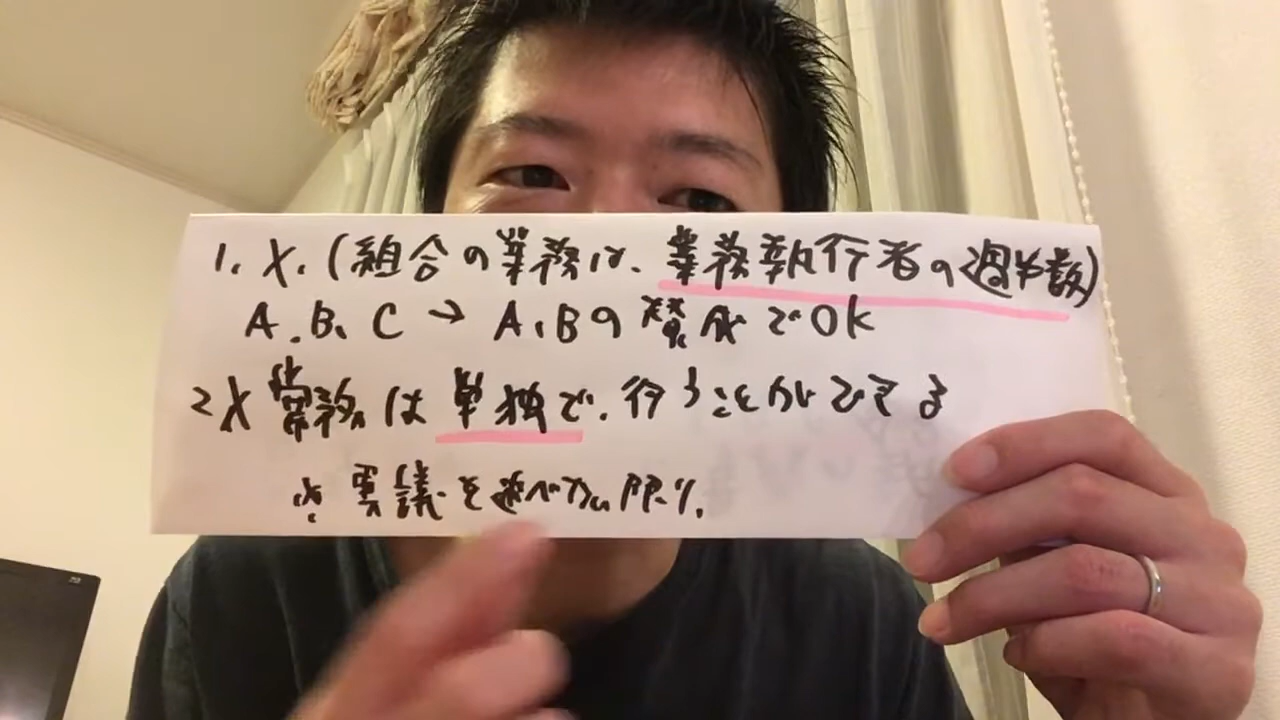 1. X. (組合の業務は、業務執行者の過半数)
A.B.C → A.Bの賛成でOK
2 X 常務は単独で.行うことができる
※異議を述べない限り.